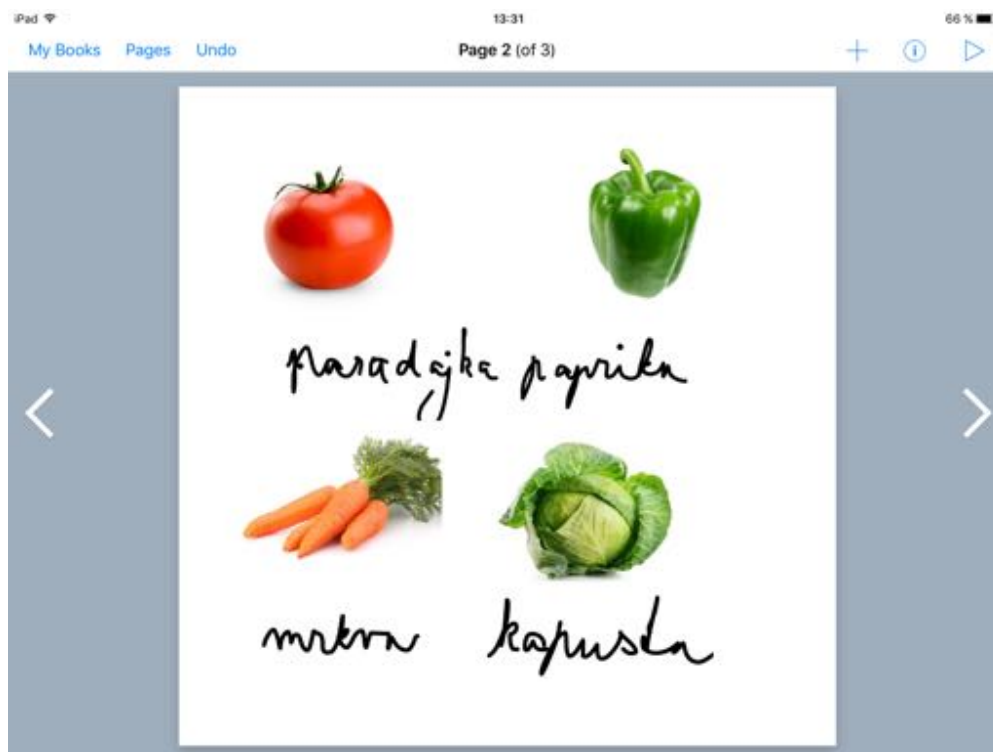 iPad 13:31 66 %
My Books Pages Undo Page 2 (of 3)
paradajka paprika
mrkva kapusta